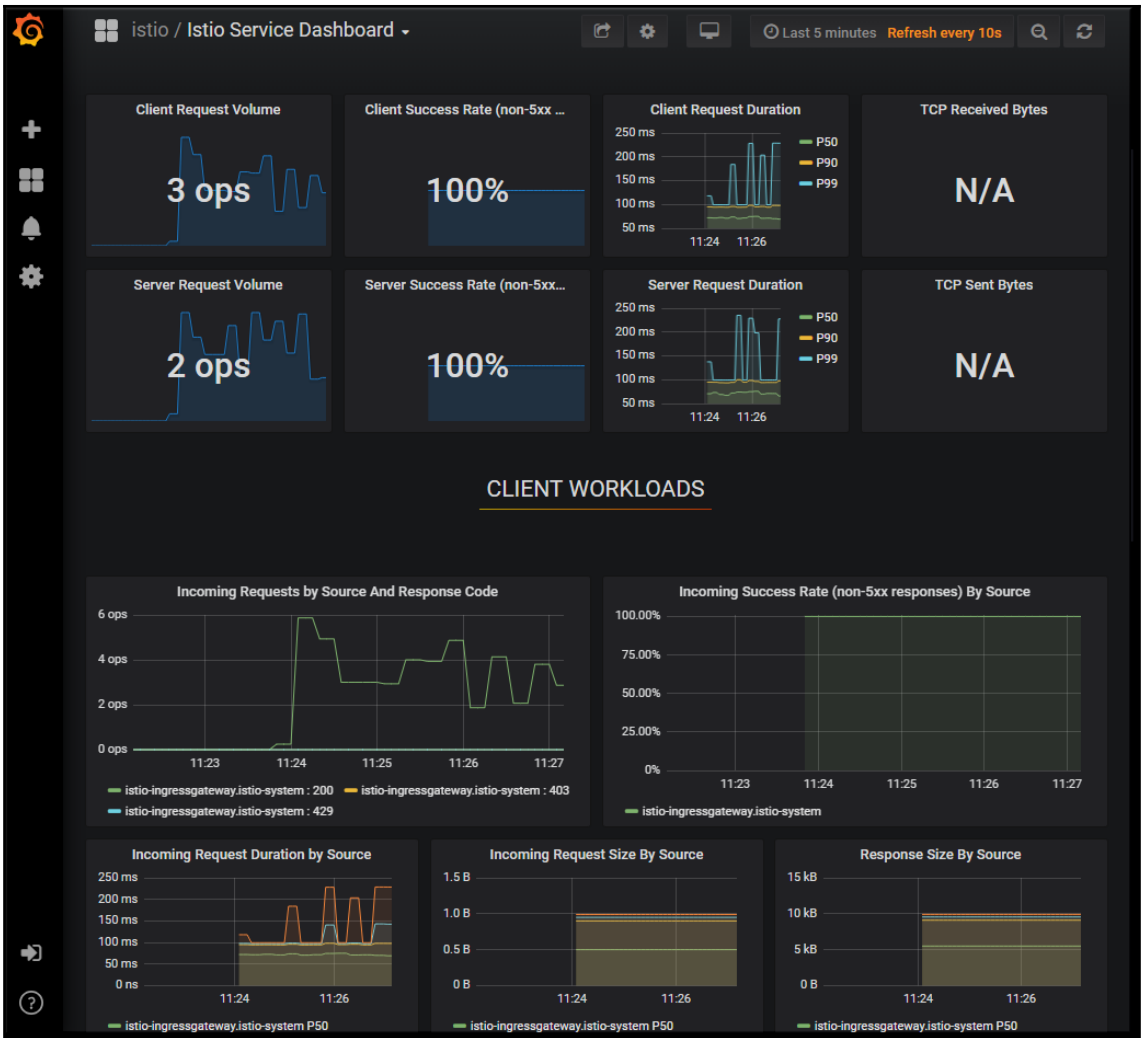 istio / Istio Service Dashboard
Last 5 minutes Refresh every 10s
Client Request Volume
3 ops
Client Success Rate (non-5xx ...
100%
Client Request Duration
250 ms
200 ms
150 ms
100 ms
50 ms
11:24 11:26
P50
P90
P99
TCP Received Bytes
N/A
Server Request Volume
2 ops
Server Success Rate (non-5xx...
100%
Server Request Duration
250 ms
200 ms
150 ms
100 ms
50 ms
11:24 11:26
P50
P90
P99
TCP Sent Bytes
N/A
CLIENT WORKLOADS
Incoming Requests by Source And Response Code
6 ops
4 ops
2 ops
0 ops
11:23 11:24 11:25 11:26 11:27
istio-ingressgateway.istio-system : 200 istio-ingressgateway.istio-system : 403
istio-ingressgateway.istio-system : 429
Incoming Success Rate (non-5xx responses) By Source
100.00%
75.00%
50.00%
25.00%
0%
11:23 11:24 11:25 11:26 11:27
istio-ingressgateway.istio-system
Incoming Request Duration by Source
250 ms
200 ms
150 ms
100 ms
50 ms
0 ns
11:24 11:26
istio-ingressgateway.istio-system P50
Incoming Request Size By Source
1.5 B
1.0 B
0.5 B
0 B
11:24 11:26
istio-ingressgateway.istio-system P50
Response Size By Source
15 kB
10 kB
5 kB
0 B
11:24 11:26
istio-ingressgateway.istio-system P50